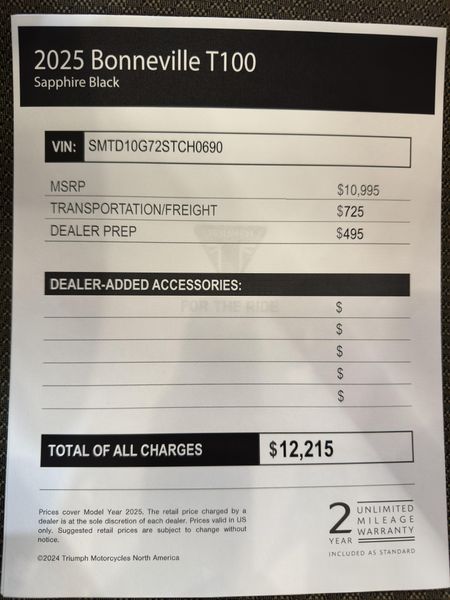 2025 Bonneville T100
Sapphire Black
VIN: SMTD10G72STCH0690
MSRP $10,995
TRANSPORTATION/FREIGHT $725
DEALER PREP $495
TRIUMPH
DEALER-ADDED ACCESSORIES:
FOR THE RIDE
$
$
$
$
$
TOTAL OF ALL CHARGES $12,215
Prices cover Model Year 2025. The retail price charged by a
dealer is at the sole discretion of each dealer. Prices valid in US
only. Suggested retail prices are subject to change without
notice.
©2024 Triumph Motorcycles North America
2 YEAR
UNLIMITED
MILEAGE
WARRANTY
INCLUDED AS STANDARD